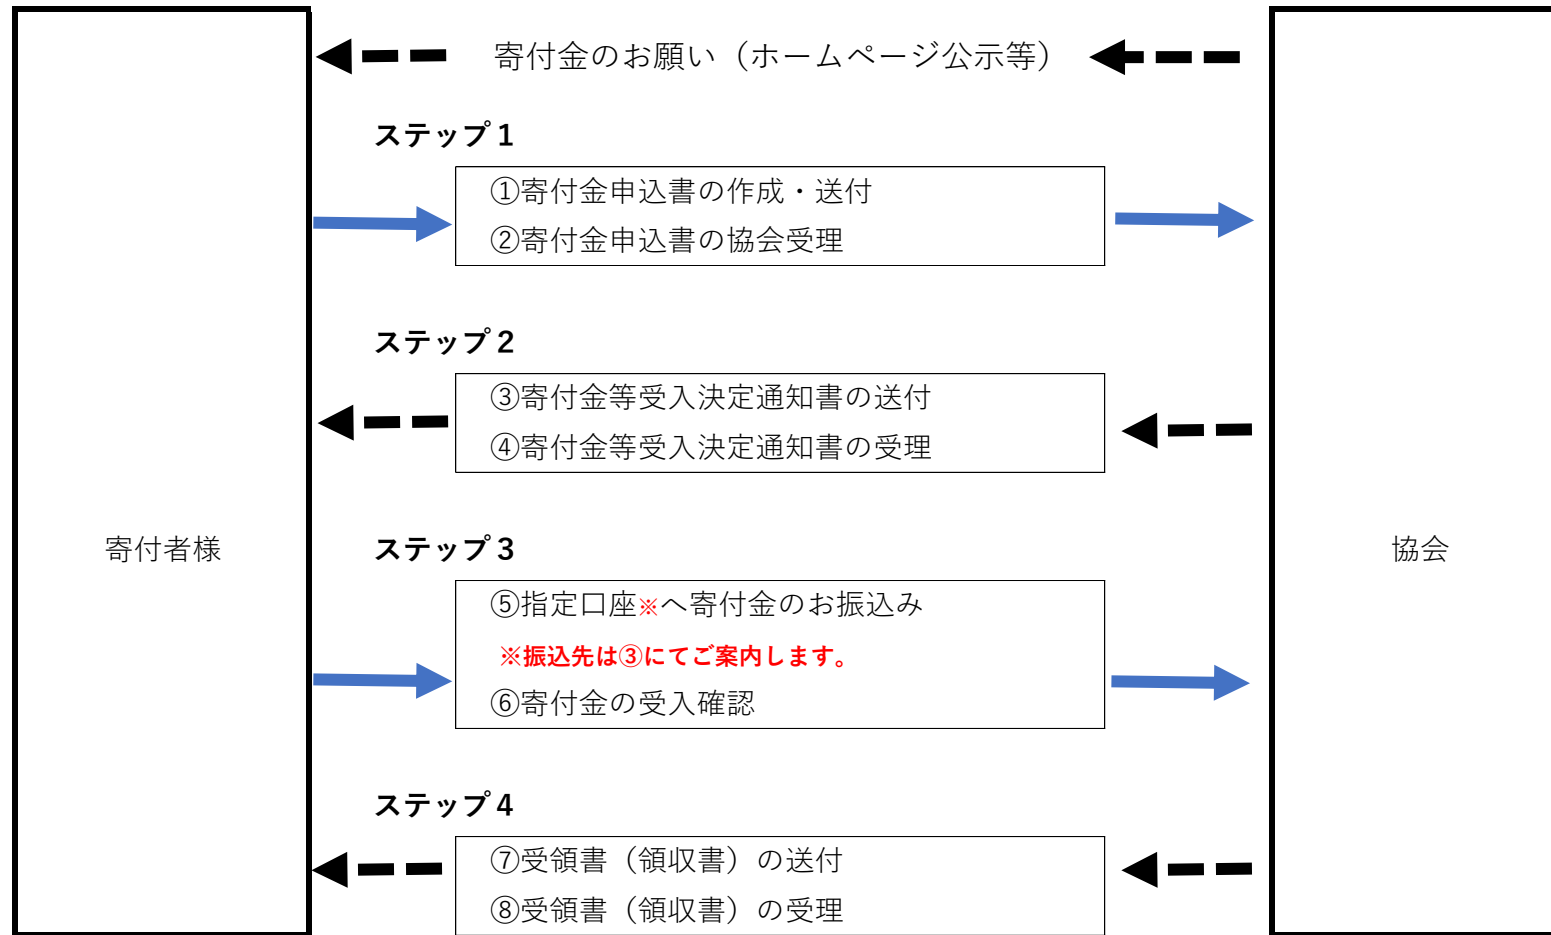 寄付金のお願い（ホームページ公示等）
ステップ１
①寄付金申込書の作成・送付
②寄付金申込書の協会受理
ステップ２
③寄付金等受入決定通知書の送付
④寄付金等受入決定通知書の受理
寄付者様
ステップ３
協会
⑤指定口座※へ寄付金のお振込み
※振込先は③にてご案内します。
⑥寄付金の受入確認
ステップ４
⑦受領書（領収書）の送付
⑧受領書（領収書）の受理